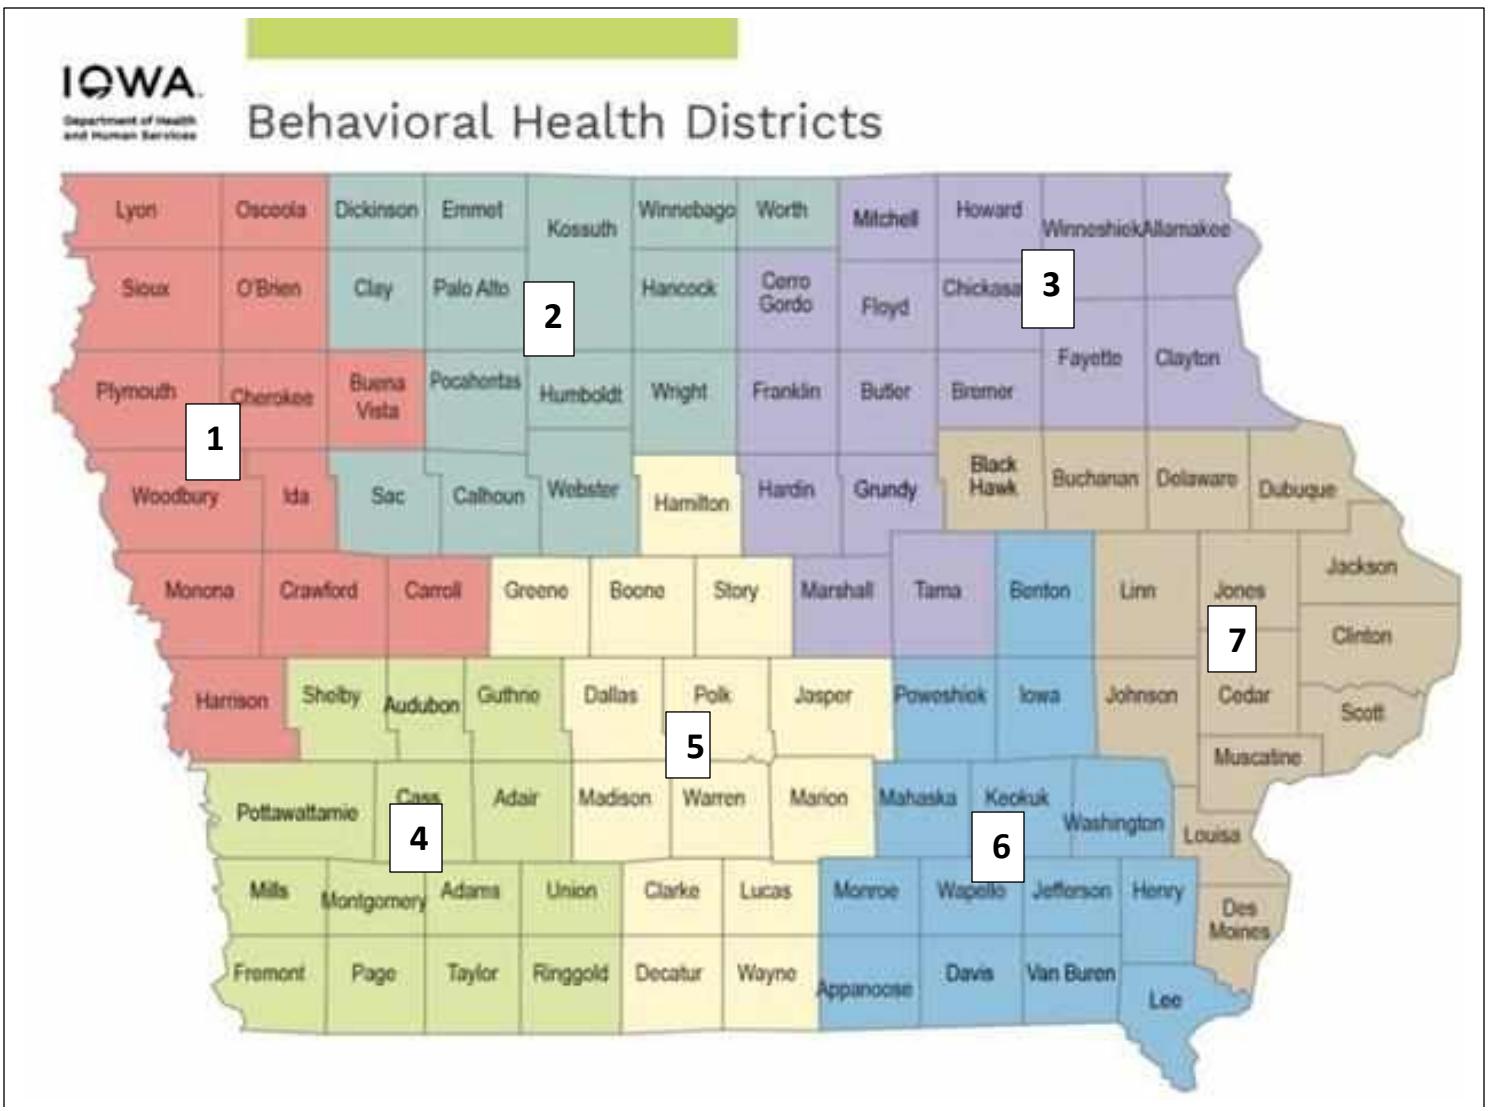 IOWA
Department of Health
and Human Services
Behavioral Health Districts
Lyon
Osceola
Dickinson
Emmet
Kossuth
Winnebago
Worth
Mitchell
Howard
Winneshiek
Allamakee
Sioux
O'Brien
Clay
Palo Alto
2
Hancock
Cerro
Gordo
Floyd
Chickasa
3
Plymouth
Cherokee
Buena
Vista
Pocahontas
Humboldt
Wright
Franklin
Butler
Bremer
Fayette
Clayton
1
Woodbury
Ida
Sac
Calhoun
Webster
Hamilton
Hardin
Grundy
Black
Hawk
Buchanan
Delaware
Dubuque
Monona
Crawford
Carroll
Greene
Boone
Story
Marshall
Tama
Benton
Linn
Jones
Jackson
7
Clinton
Harrison
Shelby
Audubon
Guthrie
Dallas
Polk
Jasper
Poweshiek
Iowa
Johnson
Cedar
Scott
5
Muscatine
Pottawattamie
Cass
Adair
Madison
Warren
Marion
Mahaska
Keokuk
Washington
Louisa
4
6
Mills
Montgomery
Adams
Union
Clarke
Lucas
Monroe
Wapello
Jefferson
Henry
Des
Moines
Fremont
Page
Taylor
Ringgold
Decatur
Wayne
Appanoose
Davis
Van Buren
Lee